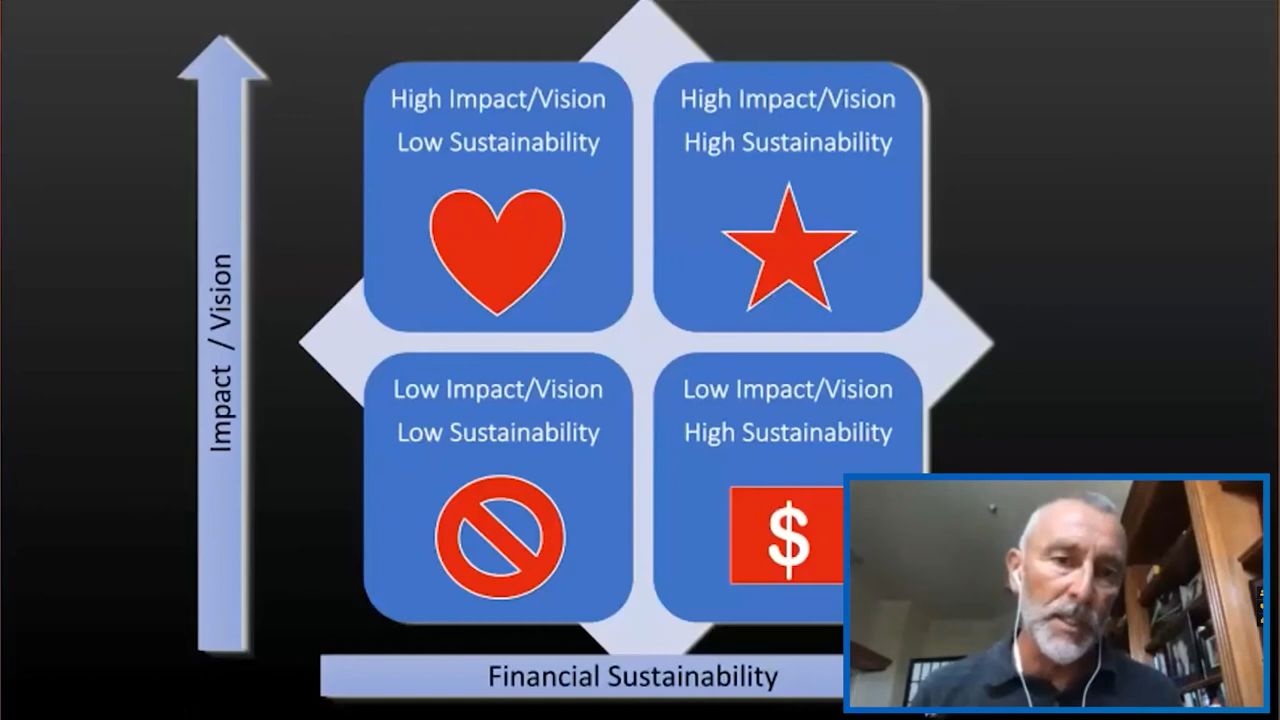 High Impact/Vision
Low Sustainability
High Impact/Vision
High Sustainability
Impact / Vision
Low Impact/Vision
Low Sustainability
Low Impact/Vision
High Sustainability
$
Financial Sustainability